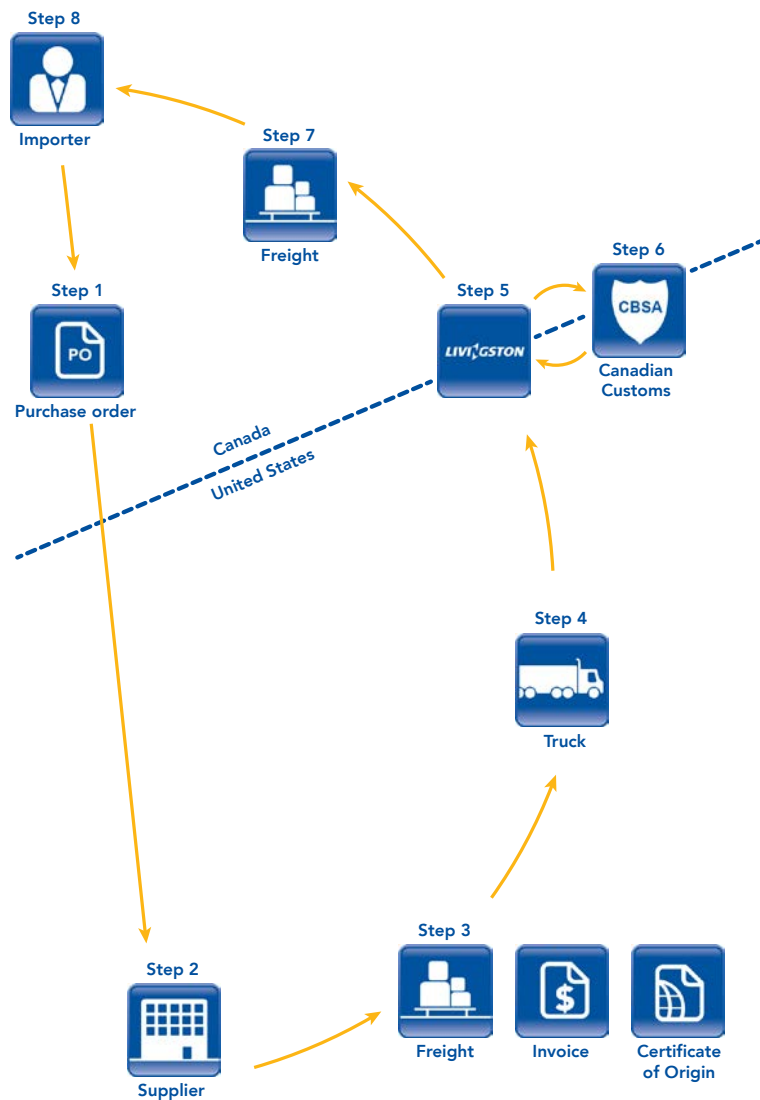 Step 8
Importer
Step 7
Freight
Step 6
CBSA
Canadian
Customs
Step 5
LIVINGSTON
Step 1
PO
Purchase order
Canada
United States
Step 4
Truck
Step 3
Freight
$
Invoice
Certificate
of Origin
Step 2
Supplier